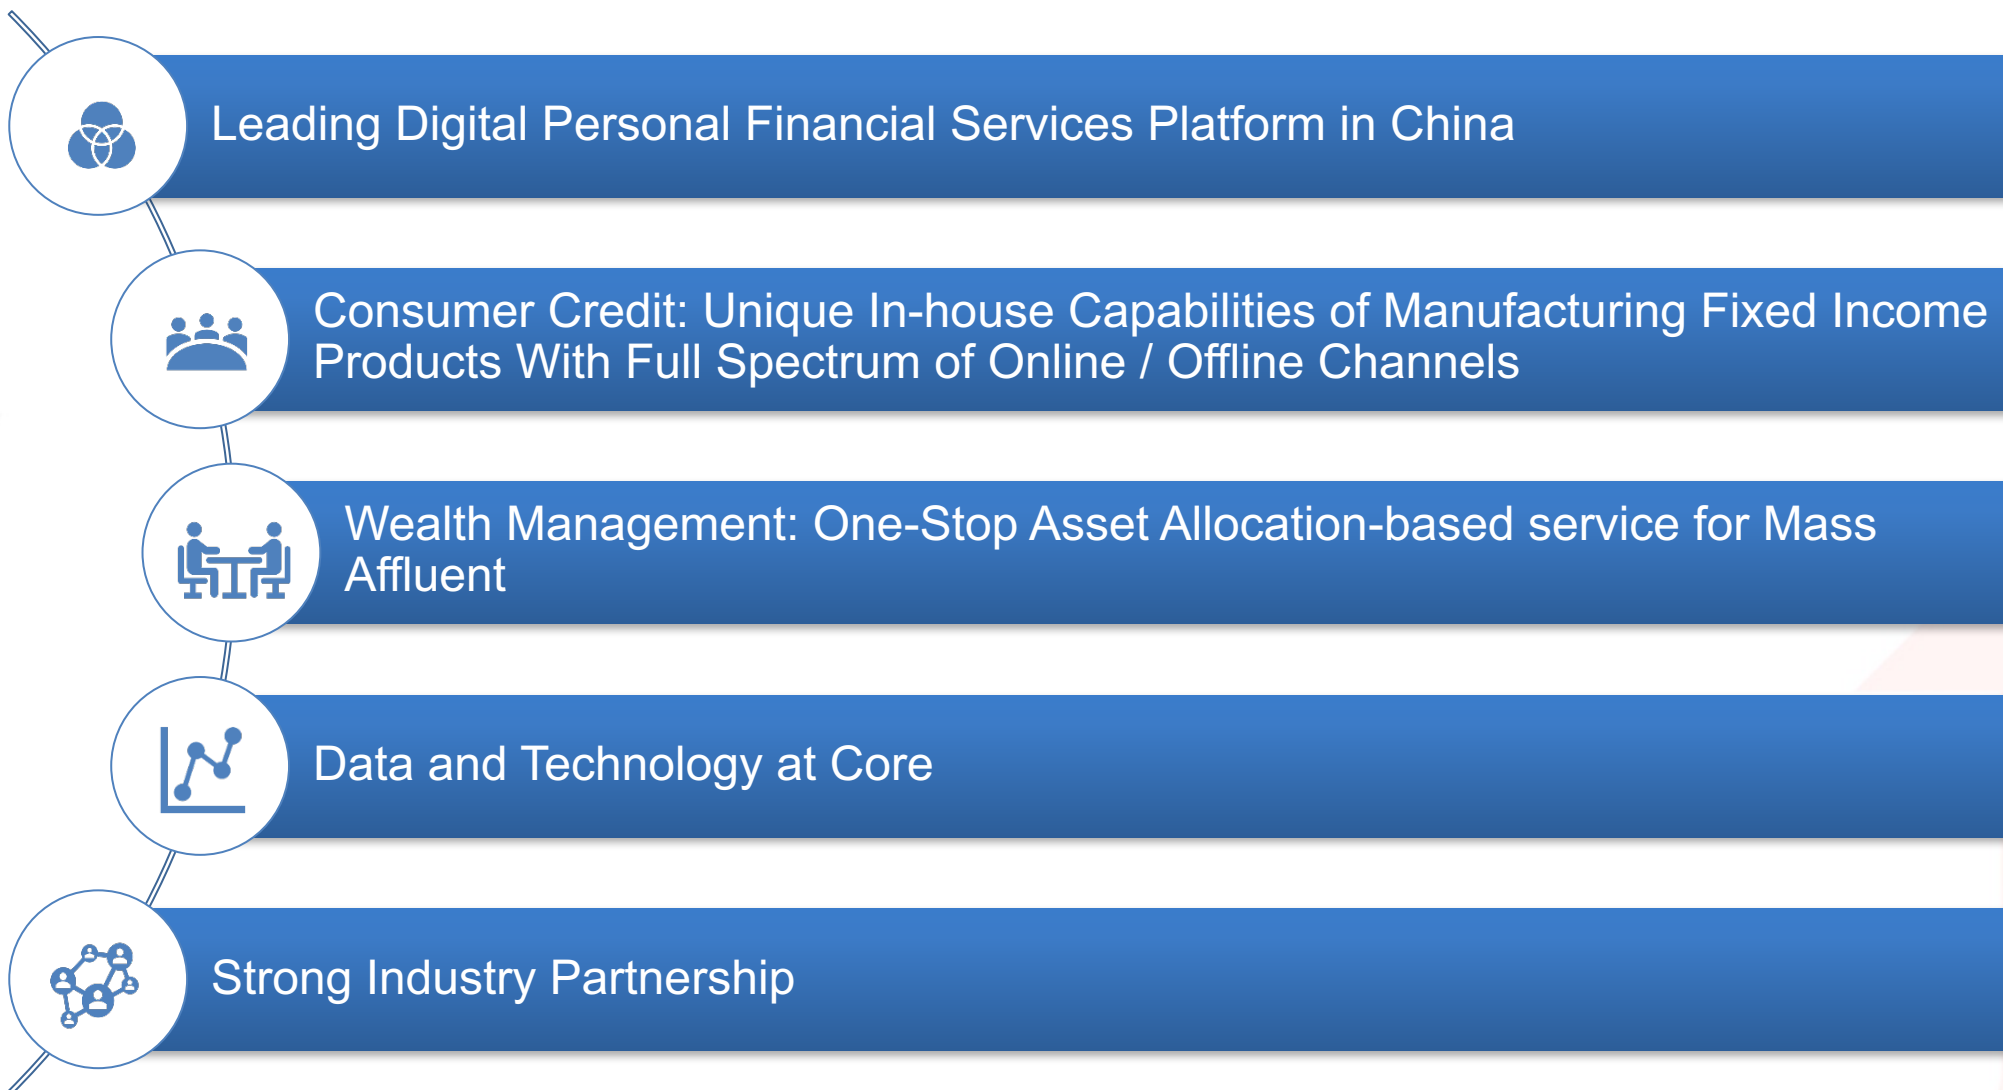 Leading Digital Personal Financial Services Platform in China
Consumer Credit: Unique In-house Capabilities of Manufacturing Fixed Income
Products With Full Spectrum of Online / Offline Channels
Wealth Management: One-Stop Asset Allocation-based service for Mass
Affluent
Data and Technology at Core
Strong Industry Partnership